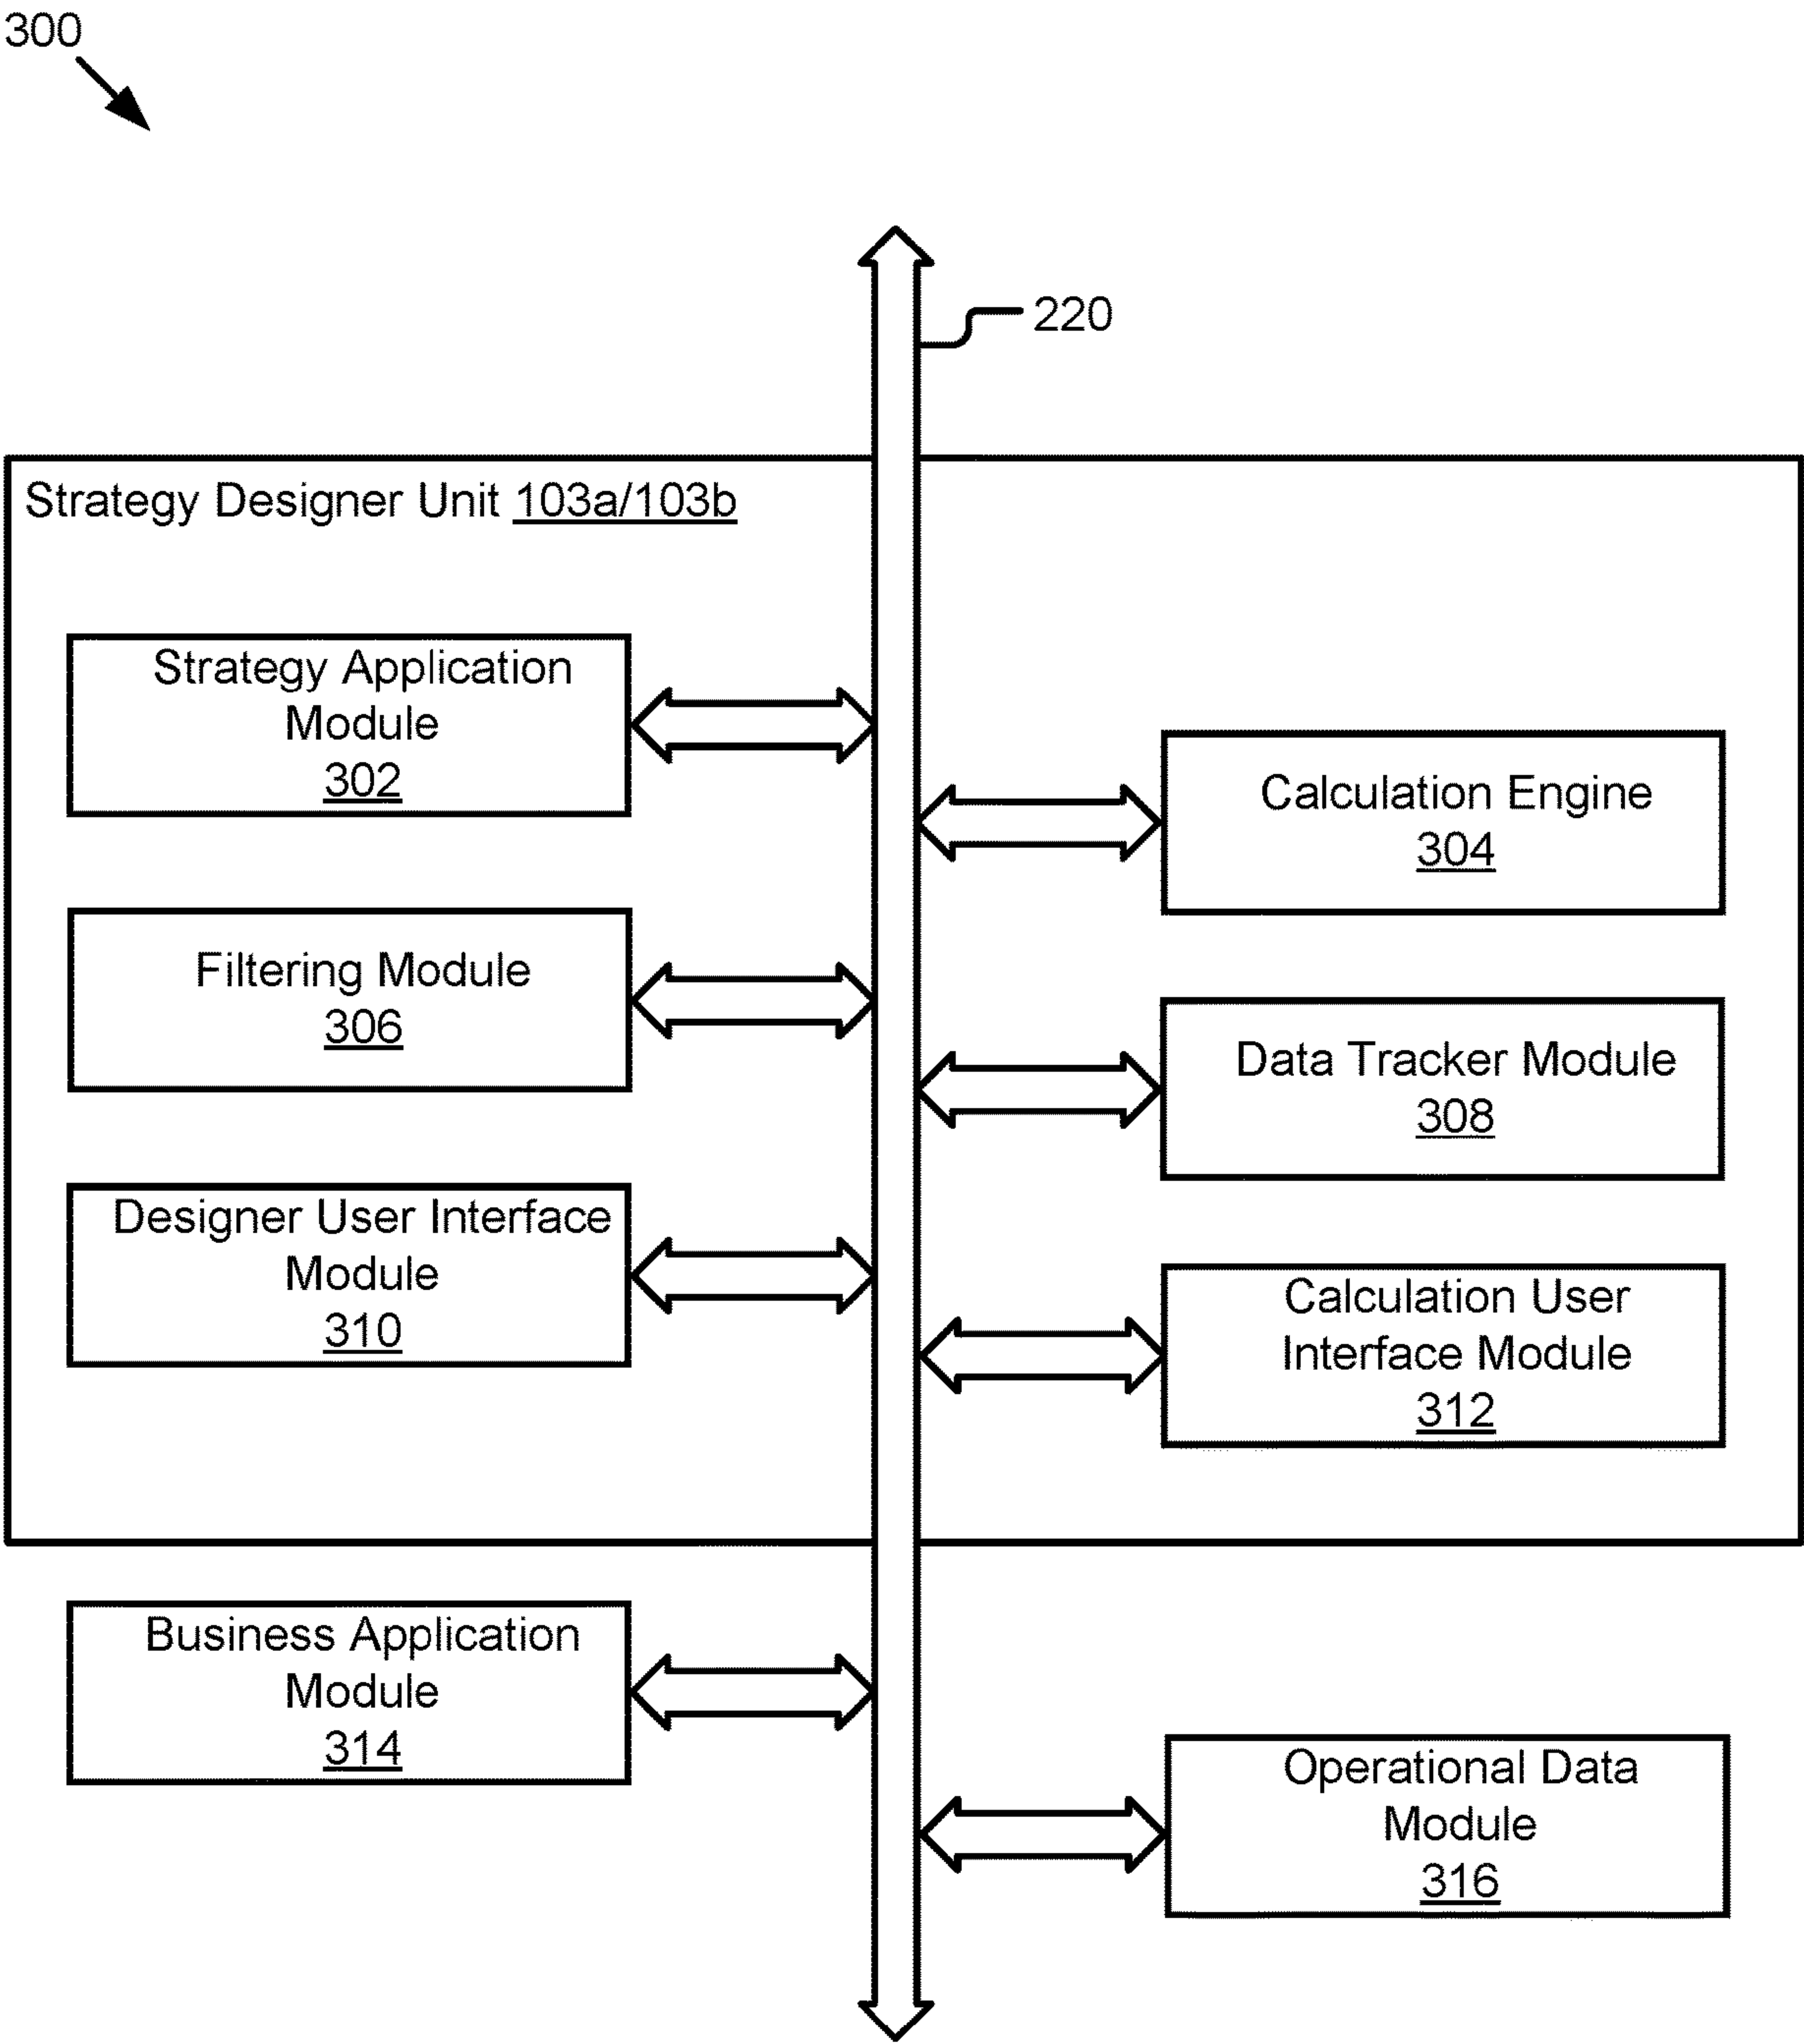 300
220
Strategy Designer Unit 103a/103b
Strategy Application
Module
302
Calculation Engine
304
Filtering Module
306
Data Tracker Module
308
Designer User Interface
Module
310
Calculation User
Interface Module
312
Business Application
Module
314
Operational Data
Module
316